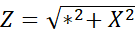 Z = √(*² + X²)